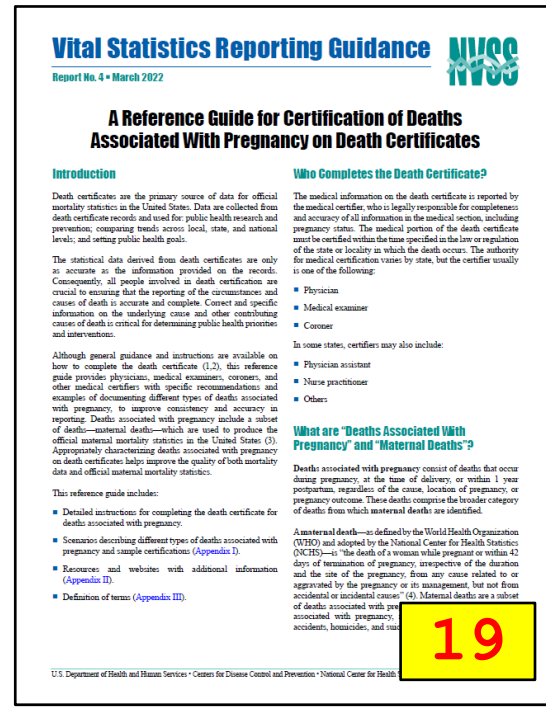 Vital Statistics Reporting Guidance
NVSS
Report No. 4 • March 2022
A Reference Guide for Certification of Deaths
Associated With Pregnancy on Death Certificates
Introduction
Death certificates are the primary source of data for official
mortality statistics in the United States. Data are collected from
death certificate records and used for: public health research and
prevention; comparing trends across local, state, and national
levels; and setting public health goals.
The statistical data derived from death certificates are only
as accurate as the information provided on the records.
Consequently, all people involved in death certification are
crucial to ensuring that the reporting of the circumstances and
causes of death is accurate and complete. Correct and specific
information on the underlying cause and other contributing
causes of death is critical for determining public health priorities
and interventions.
Although general guidance and instructions are available on
how to complete the death certificate (1,2), this reference
guide provides physicians, medical examiners, coroners, and
other medical certifiers with specific recommendations and
examples of documenting different types of deaths associated
with pregnancy, to improve consistency and accuracy in
reporting. Deaths associated with pregnancy include a subset
of deaths—maternal deaths—which are used to produce the
official maternal mortality statistics in the United States (3).
Appropriately characterizing deaths associated with pregnancy
on death certificates helps improve the quality of both mortality
data and official maternal mortality statistics.
This reference guide includes:
■ Detailed instructions for completing the death certificate for
deaths associated with pregnancy.
■ Scenarios describing different types of deaths associated with
pregnancy and sample certifications (Appendix I).
■ Resources and websites with additional information
(Appendix II).
■ Definition of terms (Appendix III).
Who Completes the Death Certificate?
The medical information on the death certificate is reported by
the medical certifier, who is legally responsible for completeness
and accuracy of all information in the medical section, including
pregnancy status. The medical portion of the death certificate
must be certified within the time specified in the law or regulation
of the state or locality in which the death occurs. The authority
for medical certification varies by state, but the certifier usually
is one of the following:
■ Physician
■ Medical examiner
■ Coroner
In some states, certifiers may also include:
■ Physician assistant
■ Nurse practitioner
■ Others
What are “Deaths Associated With
Pregnancy” and “Maternal Deaths”?
Deaths associated with pregnancy consist of deaths that occur
during pregnancy, at the time of delivery, or within 1 year
postpartum, regardless of the cause, location of pregnancy, or
pregnancy outcome. These deaths comprise the broader category
of deaths from which maternal deaths are identified.
A maternal death—as defined by the World Health Organization
(WHO) and adopted by the National Center for Health Statistics
(NCHS)—is “the death of a woman while pregnant or within 42
days of termination of pregnancy, irrespective of the duration
and the site of the pregnancy, from any cause related to or
aggravated by the pregnancy or its management, but not from
accidental or incidental causes” (4). Maternal deaths are a subset
of deaths associated with
associated with pregnancy,
accidents, homicides, and
19
U.S. Department of Health and Human Services • Centers for Disease Control and Prevention • National Center for Health